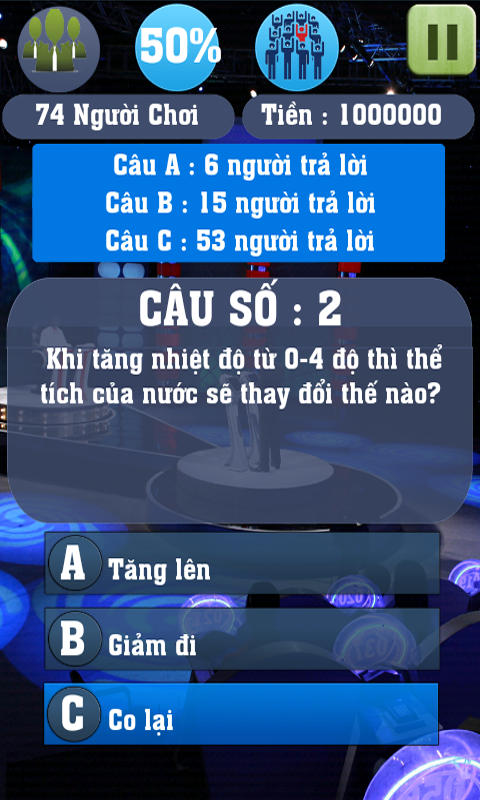 50%
74 Người Chơi
Tiền : 1000000
Câu A : 6 người trả lời
Câu B : 15 người trả lời
Câu C : 53 người trả lời
CÂU SỐ : 2
Khi tăng nhiệt độ từ 0-4 độ thì thể
tích của nước sẽ thay đổi thế nào?
A Tăng lên
B Giảm đi
C Co lại